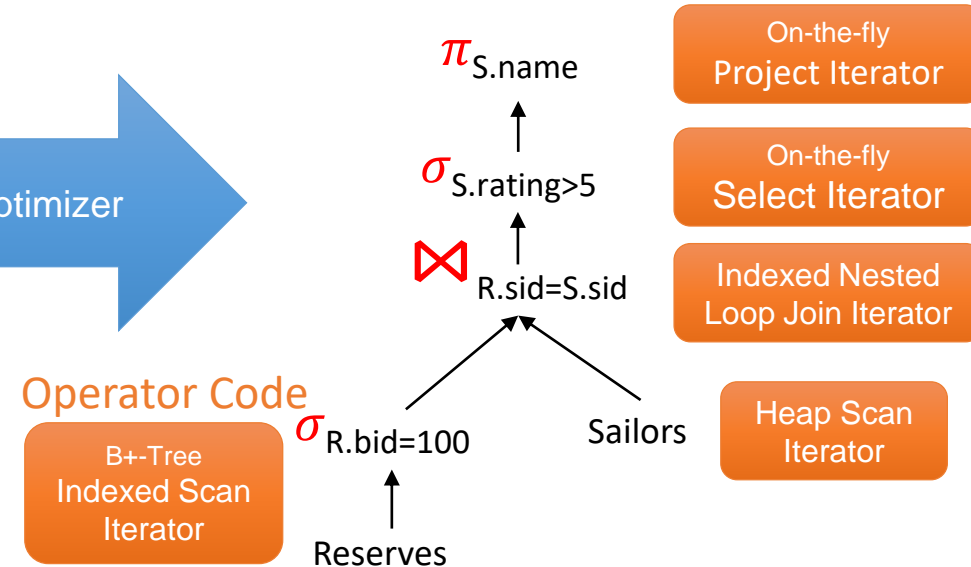 π S.name
On-the-fly
Project Iterator
σ S.rating>5
On-the-fly
Select Iterator
⋈ R.sid=S.sid
Indexed Nested
Loop Join Iterator
Operator Code
σ R.bid=100
Sailors
Heap Scan
Iterator
B+-Tree
Indexed Scan
Iterator
Reserves